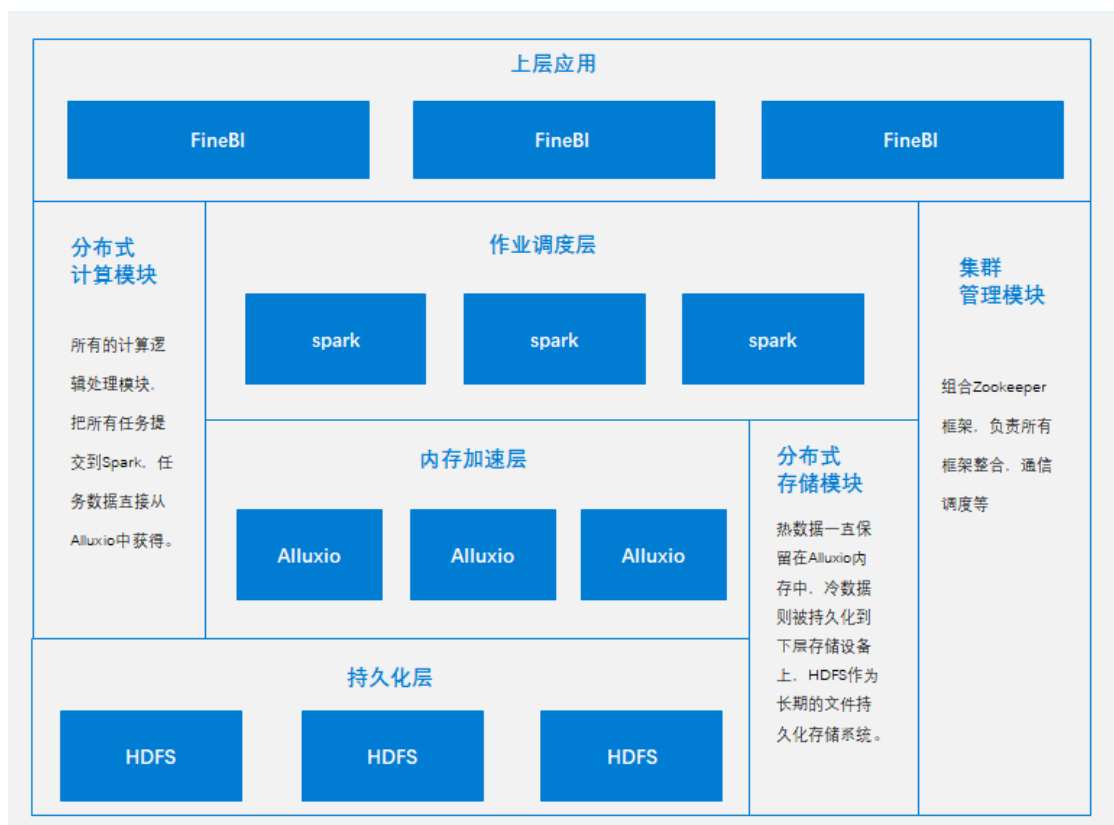 上层应用
FineBI
FineBI
FineBI
分布式
计算模块
所有的计算逻
辑处理模块，
把所有任务提
交到Spark，任
务数据直接从
Alluxio中获得。
作业调度层
spark
spark
spark
内存加速层
Alluxio
Alluxio
Alluxio
分布式
存储模块
热数据一直保
留在Alluxio内
存中，冷数据
则被持久化到
下层存储设备
上，HDFS作为
长期的文件持
久化存储系统。
集群
管理模块
组合Zookeeper
框架，负责所有
框架整合，通信
调度等
持久化层
HDFS
HDFS
HDFS